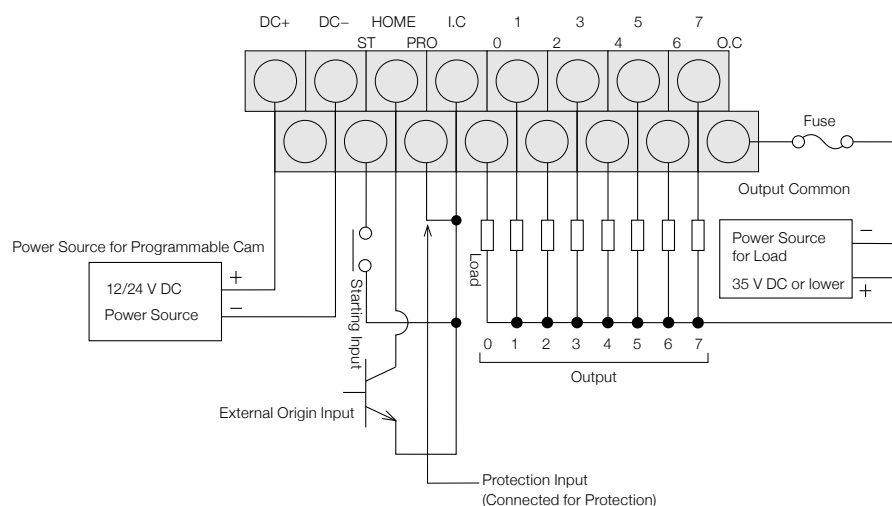 DC+ DC− HOME I.C 1 3 5 7
ST PRO 0 2 4 6 O.C
Fuse
Output Common
Power Source for Programmable Cam
12/24 V DC
Power Source
+
−
Starting Input
Load
Power Source
for Load
35 V DC or lower
−
+
0 1 2 3 4 5 6 7
Output
External Origin Input
Protection Input
(Connected for Protection)